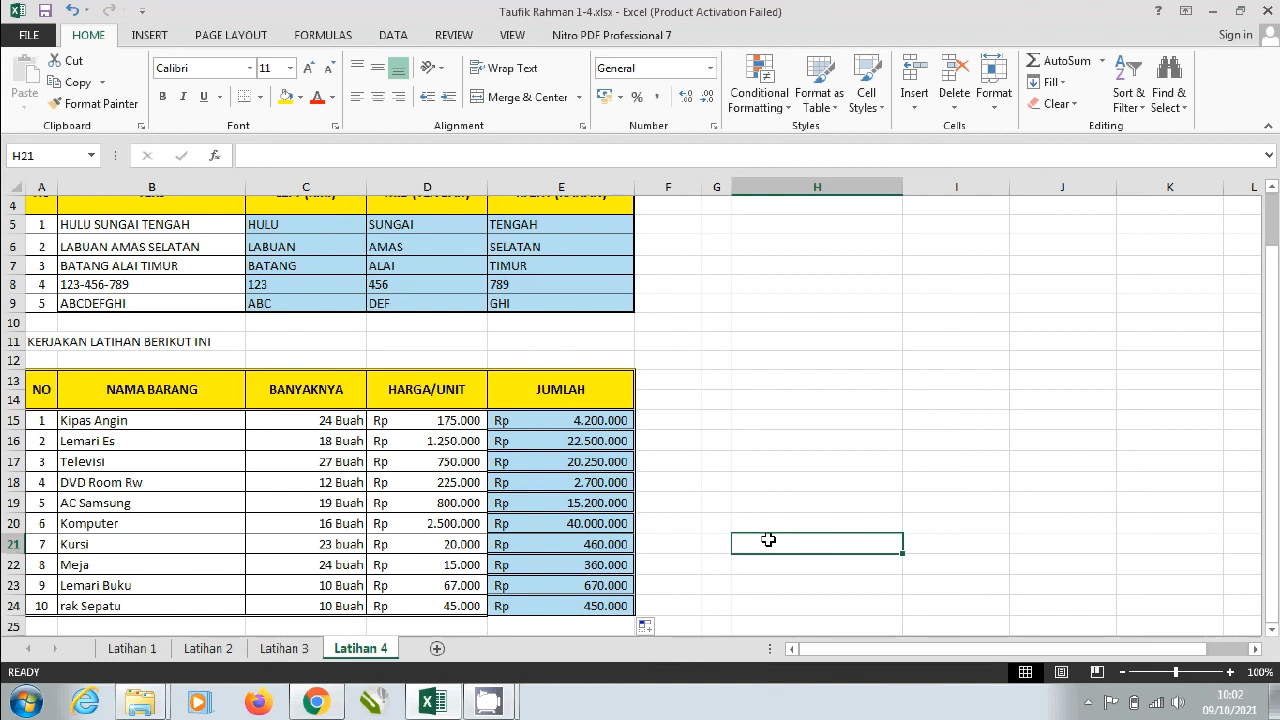 Taufik Rahman 1-4.xlsx - Excel (Product Activation Failed)
FILE HOME INSERT PAGE LAYOUT FORMULAS DATA REVIEW VIEW Nitro PDF Professional 7 Sign in
Paste Cut Copy Format Painter Clipboard
Calibri 11 B I U A Font
Wrap Text Merge & Center Alignment
General % , Number
Conditional Formatting Format as Table Cell Styles Styles
Insert Delete Format Cells
AutoSum Fill Clear Sort & Filter Find & Select Editing
H21 fx
A B C D E F G H I J K L
4
5 1 HULU SUNGAI TENGAH HULU SUNGAI TENGAH
6 2 LABUAN AMAS SELATAN LABUAN AMAS SELATAN
7 3 BATANG ALAI TIMUR BATANG ALAI TIMUR
8 4 123-456-789 123 456 789
9 5 ABCDEFGHI ABC DEF GHI
10
11 KERJAKAN LATIHAN BERIKUT INI
12
13 NO NAMA BARANG BANYAKNYA HARGA/UNIT JUMLAH
14
15 1 Kipas Angin 24 Buah Rp 175.000 Rp 4.200.000
16 2 Lemari Es 18 Buah Rp 1.250.000 Rp 22.500.000
17 3 Televisi 27 Buah Rp 750.000 Rp 20.250.000
18 4 DVD Room Rw 12 Buah Rp 225.000 Rp 2.700.000
19 5 AC Samsung 19 Buah Rp 800.000 Rp 15.200.000
20 6 Komputer 16 Buah Rp 2.500.000 Rp 40.000.000
21 7 Kursi 23 buah Rp 20.000 Rp 460.000
22 8 Meja 24 buah Rp 15.000 Rp 360.000
23 9 Lemari Buku 10 Buah Rp 67.000 Rp 670.000
24 10 rak Sepatu 10 Buah Rp 45.000 Rp 450.000
25
Latihan 1 Latihan 2 Latihan 3 Latihan 4
READY 100%
10:02
09/10/2021